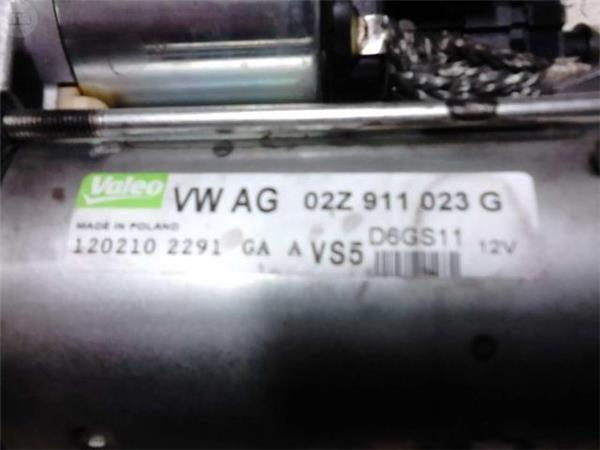 Valeo VW AG 02Z 911 023 G
MADE IN POLAND
120210 2291 GA A VS5 D6GS11 12V